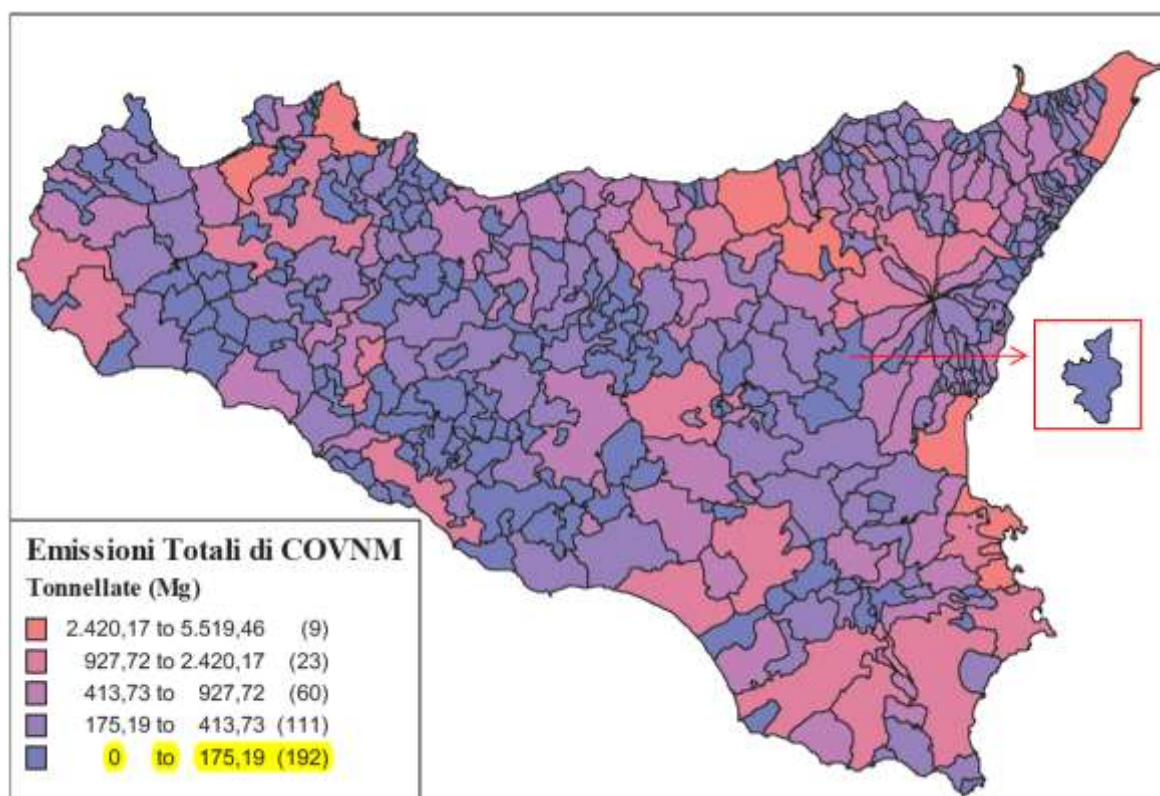 Emissioni Totali di COVNM
Tonnellate (Mg)
2.420,17 to 5.519,46 (9)
927,72 to 2.420,17 (23)
413,73 to 927,72 (60)
175,19 to 413,73 (111)
0 to 175,19 (192)